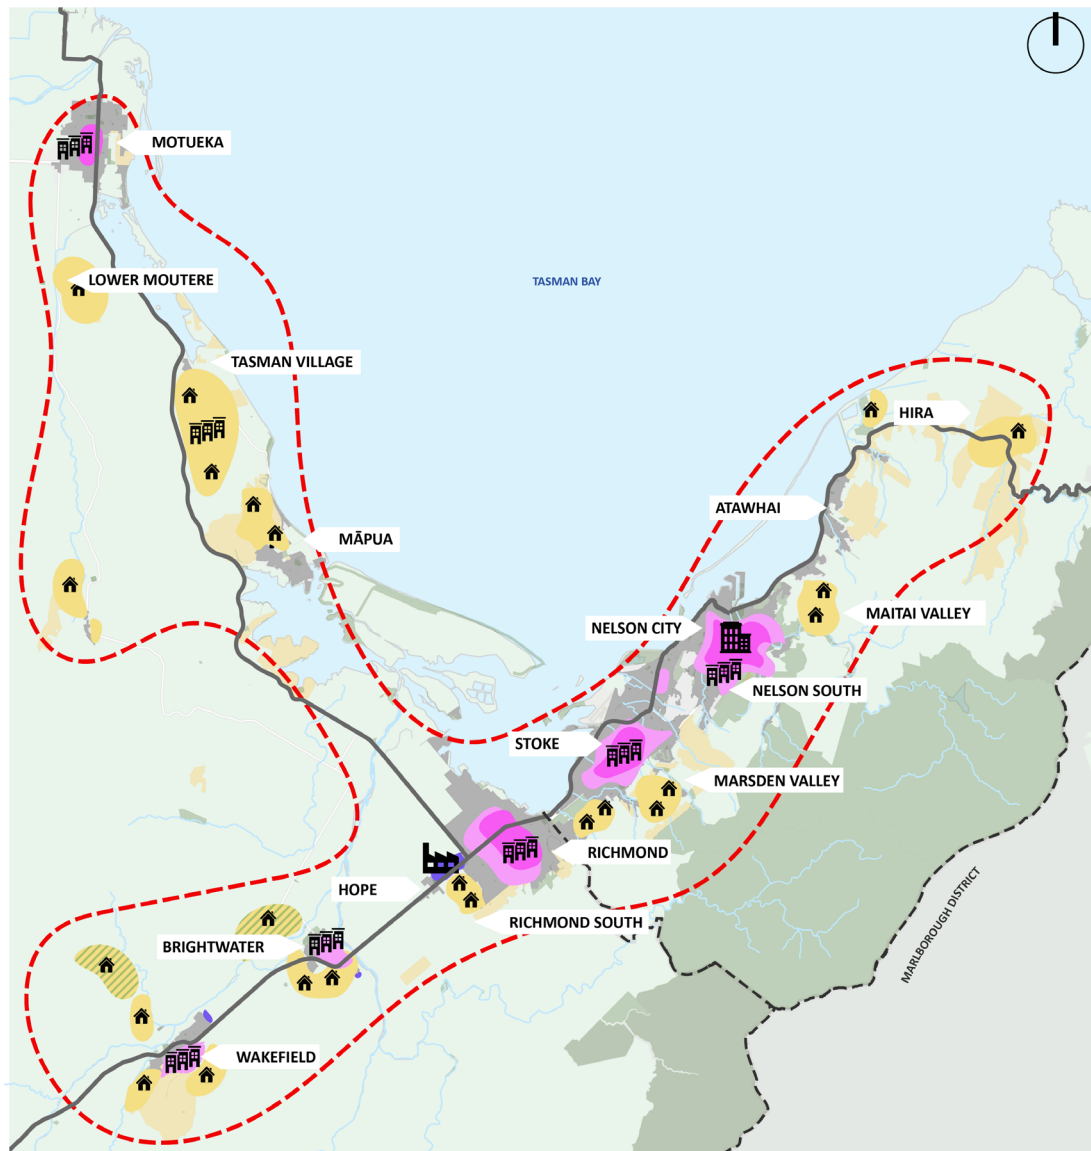 MOTUEKA
LOWER MOUTERE
TASMAN BAY
TASMAN VILLAGE
HIRA
ATAWHAI
MĀPUA
MAITAI VALLEY
NELSON CITY
NELSON SOUTH
STOKE
MARSDEN VALLEY
RICHMOND
HOPE
RICHMOND SOUTH
BRIGHTWATER
MARLBOROUGH DISTRICT
WAKEFIELD